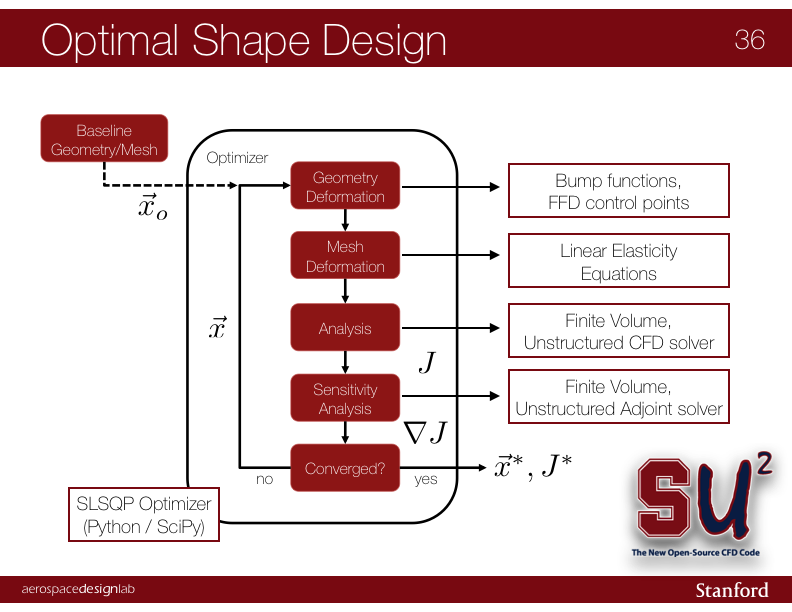 Optimal Shape Design
36
Baseline
Geometry/Mesh
Optimizer
Geometry
Deformation
Bump functions,
FFD control points
x⃗ₒ
Mesh
Deformation
Linear Elasticity
Equations
x⃗
Analysis
Finite Volume,
Unstructured CFD solver
J
Sensitivity
Analysis
Finite Volume,
Unstructured Adjoint solver
∇J
Converged?
no
yes
x⃗*, J*
SLSQP Optimizer
(Python / SciPy)
SU²
The New Open-Source CFD Code
aerospacedesignlab
Stanford